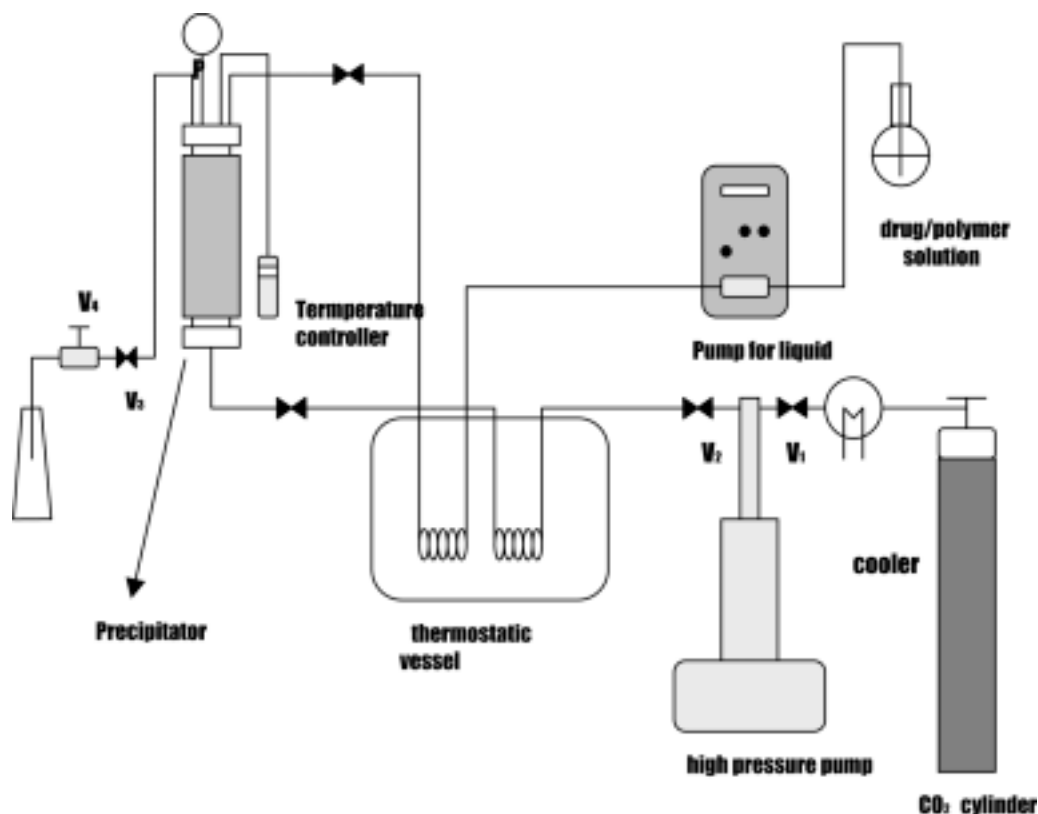 P
drug/polymer
solution
V₄
Termperature
controller
Pump for liquid
V₃
V₂
V₁
cooler
Precipitator
thermostatic
vessel
high pressure pump
CO₂ cylinder